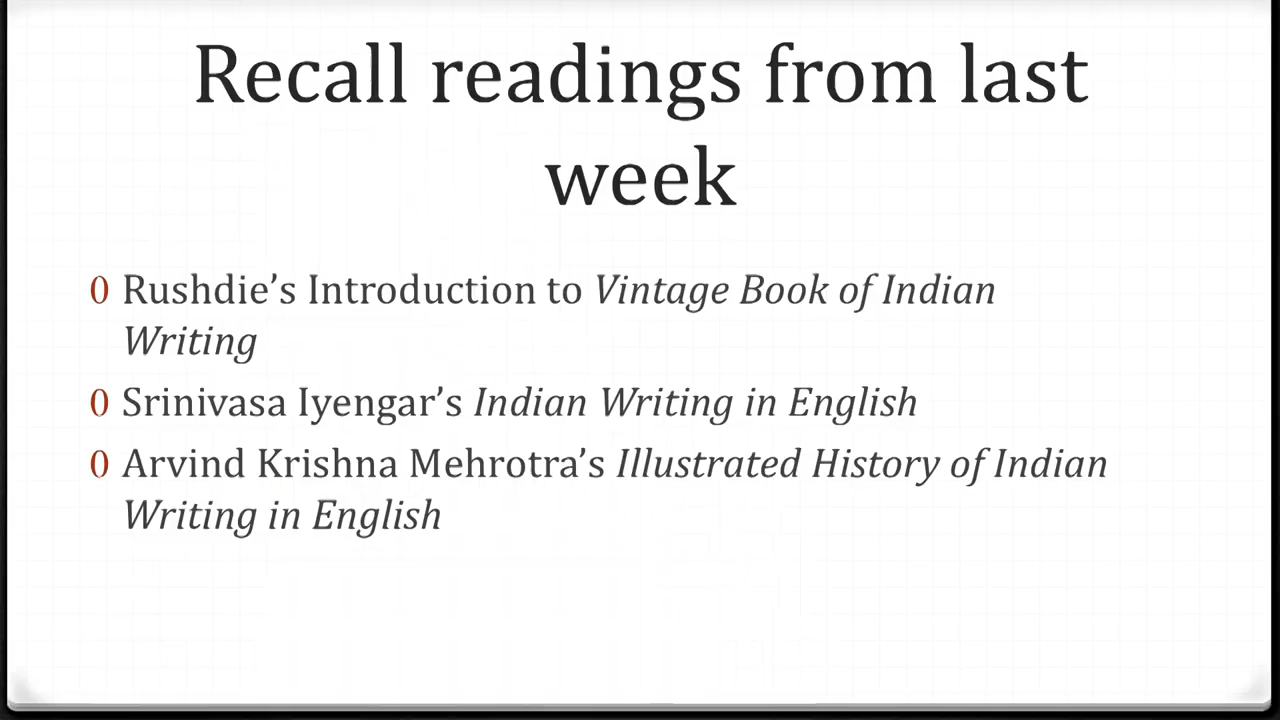 Recall readings from last
week
0 Rushdie’s Introduction to Vintage Book of Indian
Writing
0 Srinivasa Iyengar’s Indian Writing in English
0 Arvind Krishna Mehrotra’s Illustrated History of Indian
Writing in English